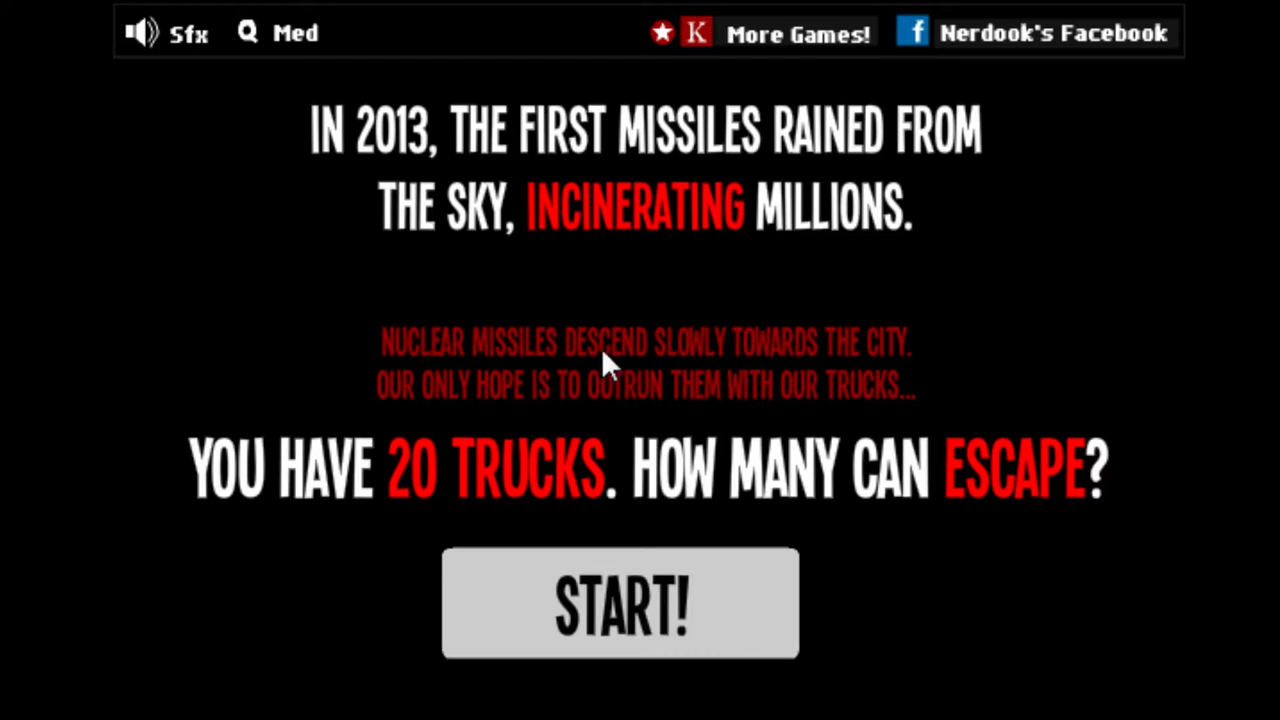 Sfx Q Med K More Games! f Nerdook's Facebook
IN 2013, THE FIRST MISSILES RAINED FROM
THE SKY, INCINERATING MILLIONS.
NUCLEAR MISSILES DESCEND SLOWLY TOWARDS THE CITY.
OUR ONLY HOPE IS TO OUTRUN THEM WITH OUR TRUCKS...
YOU HAVE 20 TRUCKS. HOW MANY CAN ESCAPE?
START!